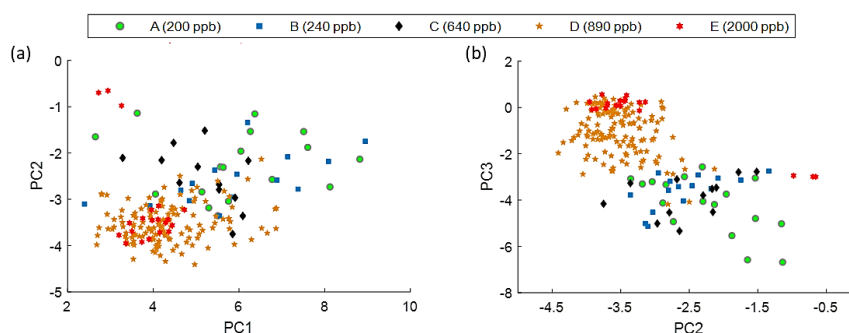 A (200 ppb) B (240 ppb) C (640 ppb) D (890 ppb) E (2000 ppb)
(a)
0
-1
-2
-3
-4
-5
PC2
2 4 6 8 10
PC1
(b)
2
0
-2
-4
-6
-8
PC3
-4.5 -3.5 -2.5 -1.5 -0.5
PC2